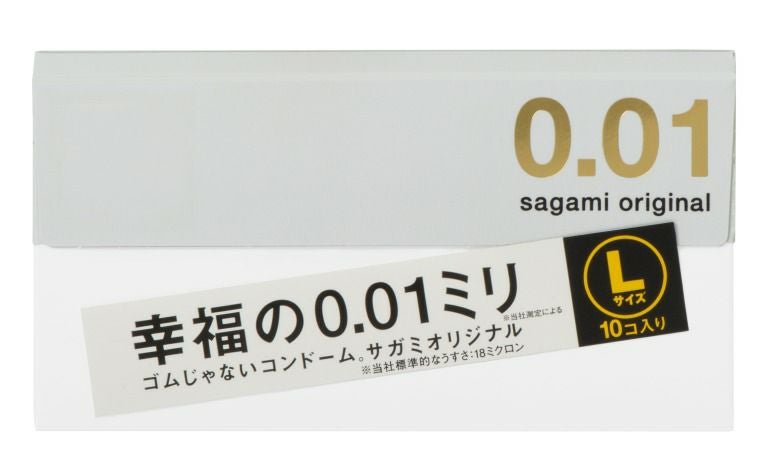 0.01
sagami original
幸福の0.01ミリ
※当社測定による
ゴムじゃないコンドーム。サガミオリジナル
※当社標準的なうすさ:18ミクロン
L
サイズ
10コ入り